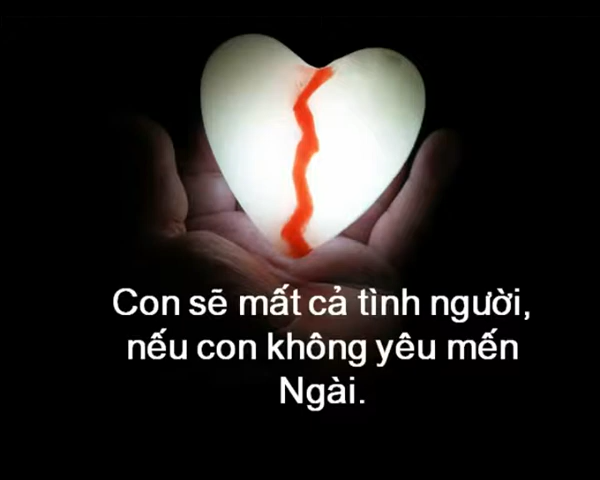 Con sẽ mất cả tình người,
nếu con không yêu mến
Ngài.